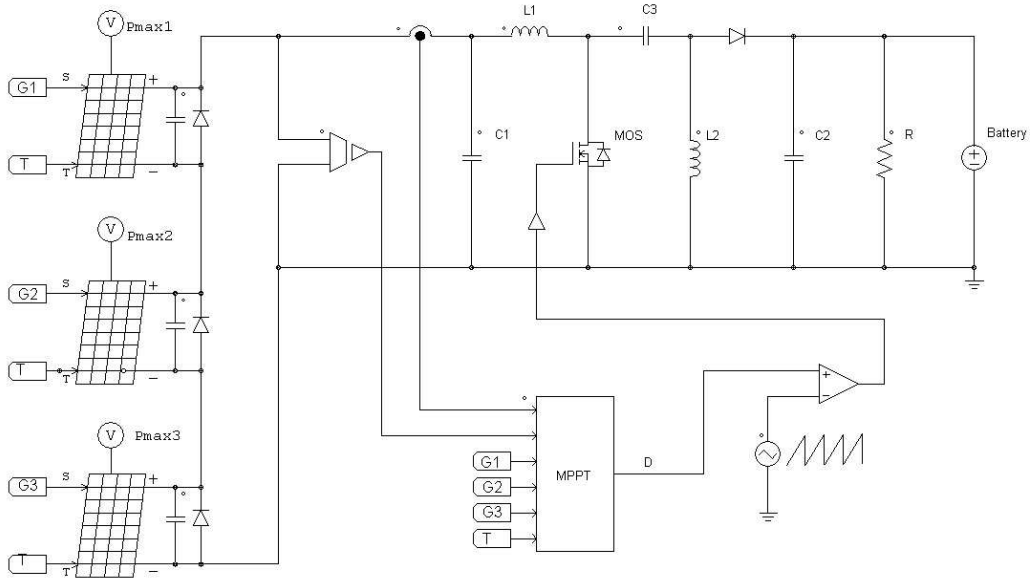 V Pmax1
G1 S +
T T −
V Pmax2
G2 S +
T T −
V Pmax3
G3 S +
T T −
L1 C3
C1 MOS L2 C2 R Battery
+
−
MPPT
G1
G2
G3
T
D
+
−